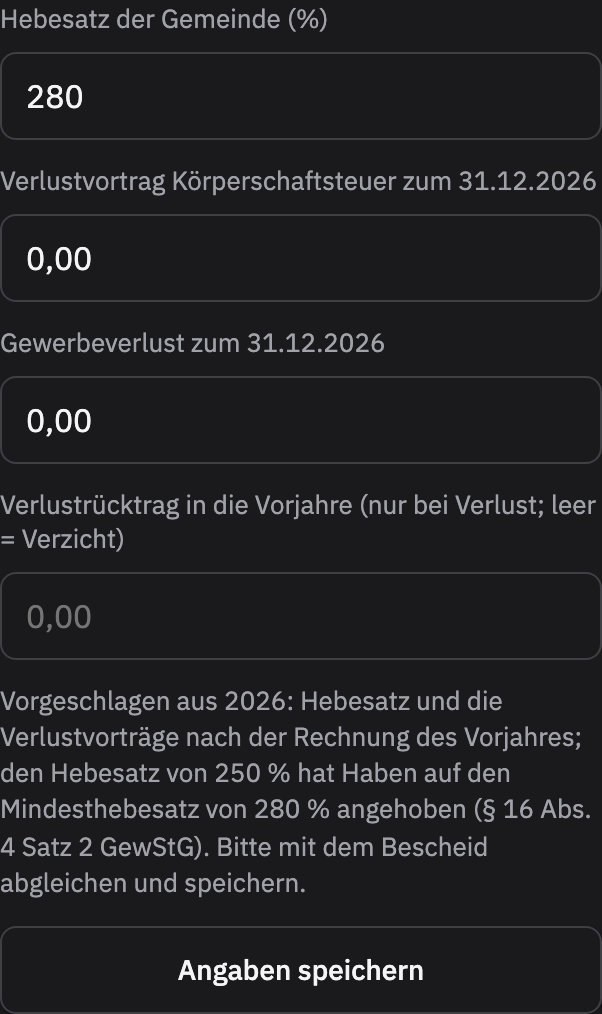 Hebesatz der Gemeinde (%)
280
Verlustvortrag Körperschaftsteuer zum 31.12.2026
0,00
Gewerbeverlust zum 31.12.2026
0,00
Verlustrücktrag in die Vorjahre (nur bei Verlust; leer
= Verzicht)
0,00
Vorgeschlagen aus 2026: Hebesatz und die
Verlustvorträge nach der Rechnung des Vorjahres;
den Hebesatz von 250 % hat Haben auf den
Mindesthebesatz von 280 % angehoben (§ 16 Abs.
4 Satz 2 GewStG). Bitte mit dem Bescheid
abgleichen und speichern.
Angaben speichern